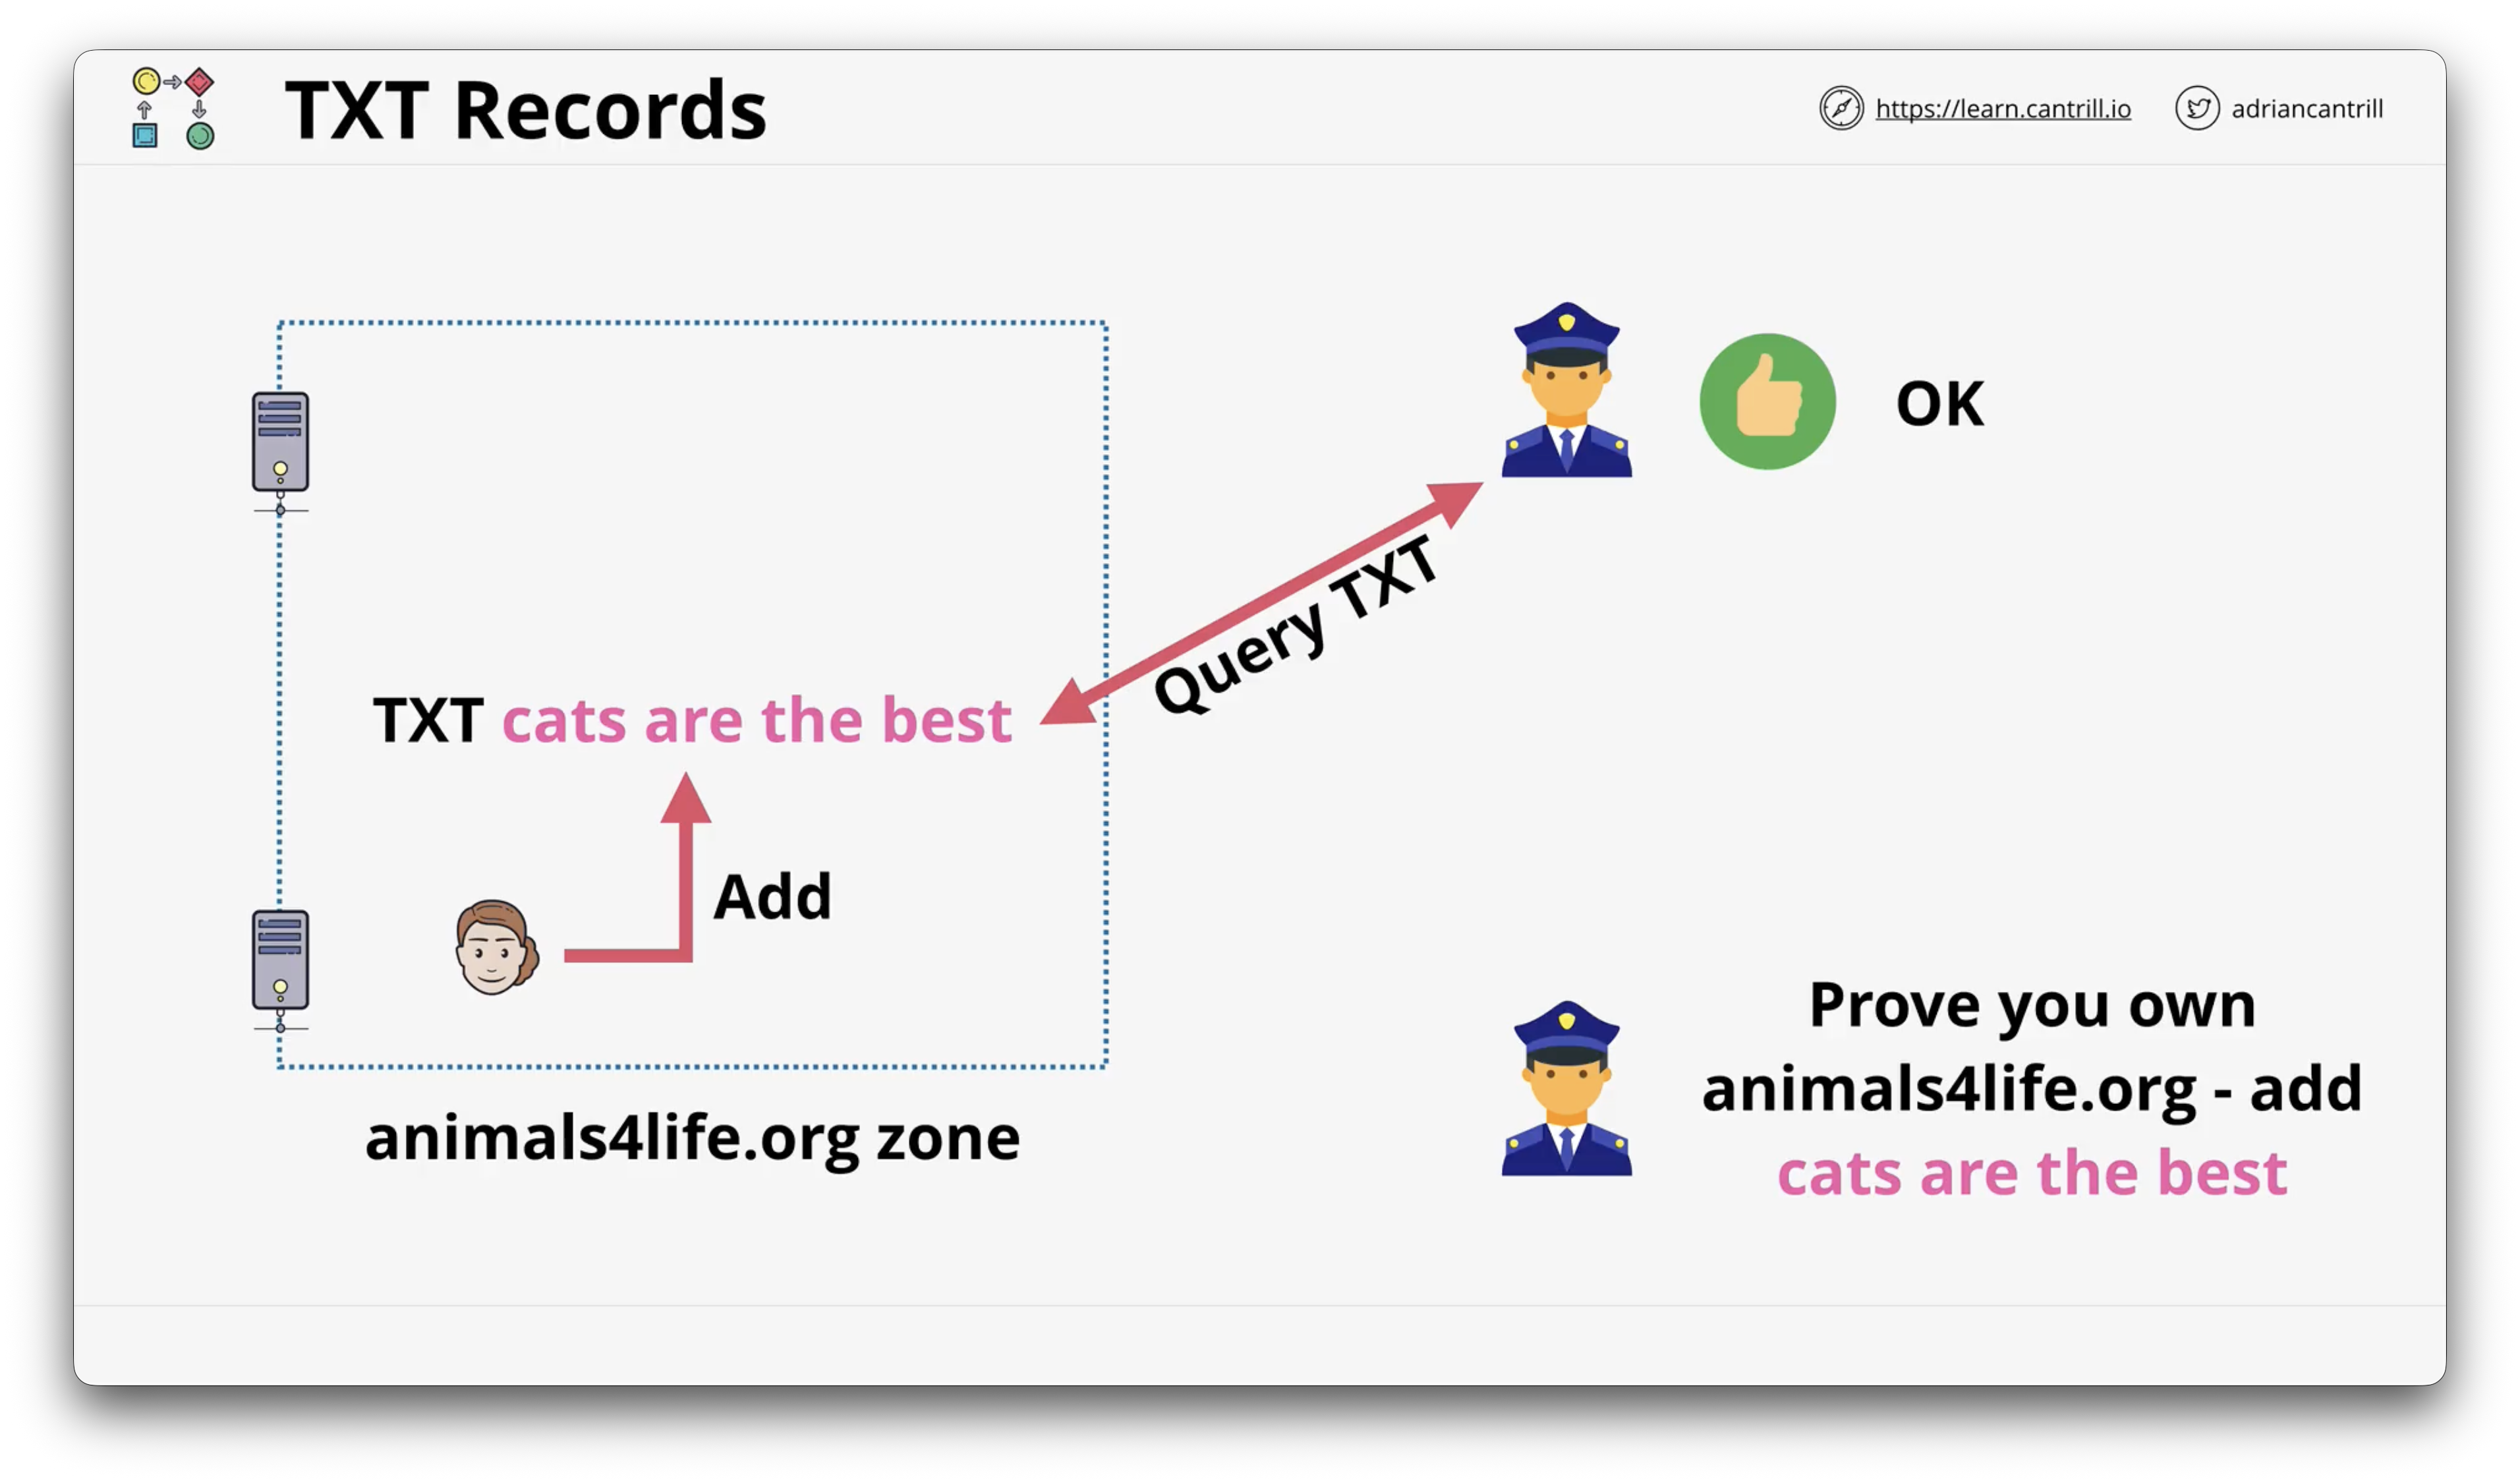 TXT Records
https://learn.cantrill.io
adriancantrill
OK
Query TXT
TXT cats are the best
Add
animals4life.org zone
Prove you own
animals4life.org - add
cats are the best